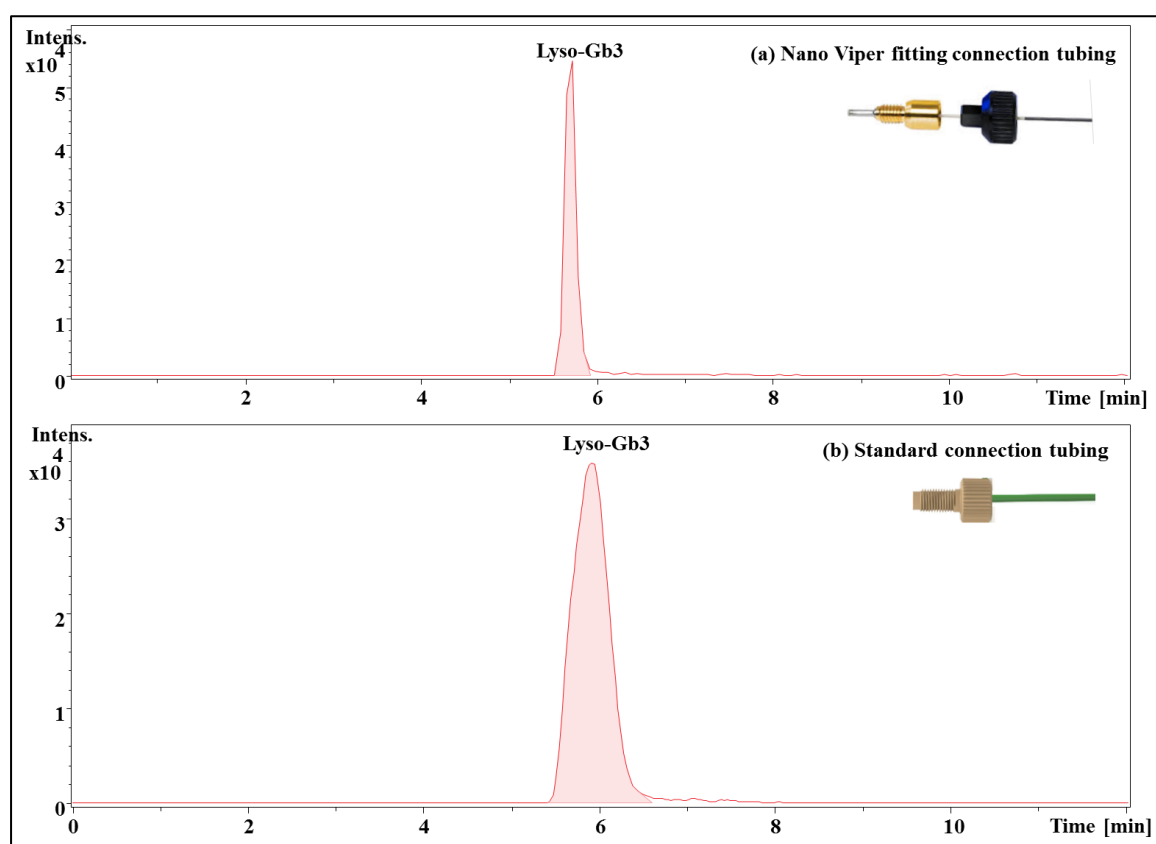 Intens.
4
x10
Lyso-Gb3
(a) Nano Viper fitting connection tubing
5
4
3
2
1
0
2
4
6
8
10
Time [min]
Intens.
4
x10
Lyso-Gb3
(b) Standard connection tubing
3
2
1
0
0
2
4
6
8
10
Time [min]